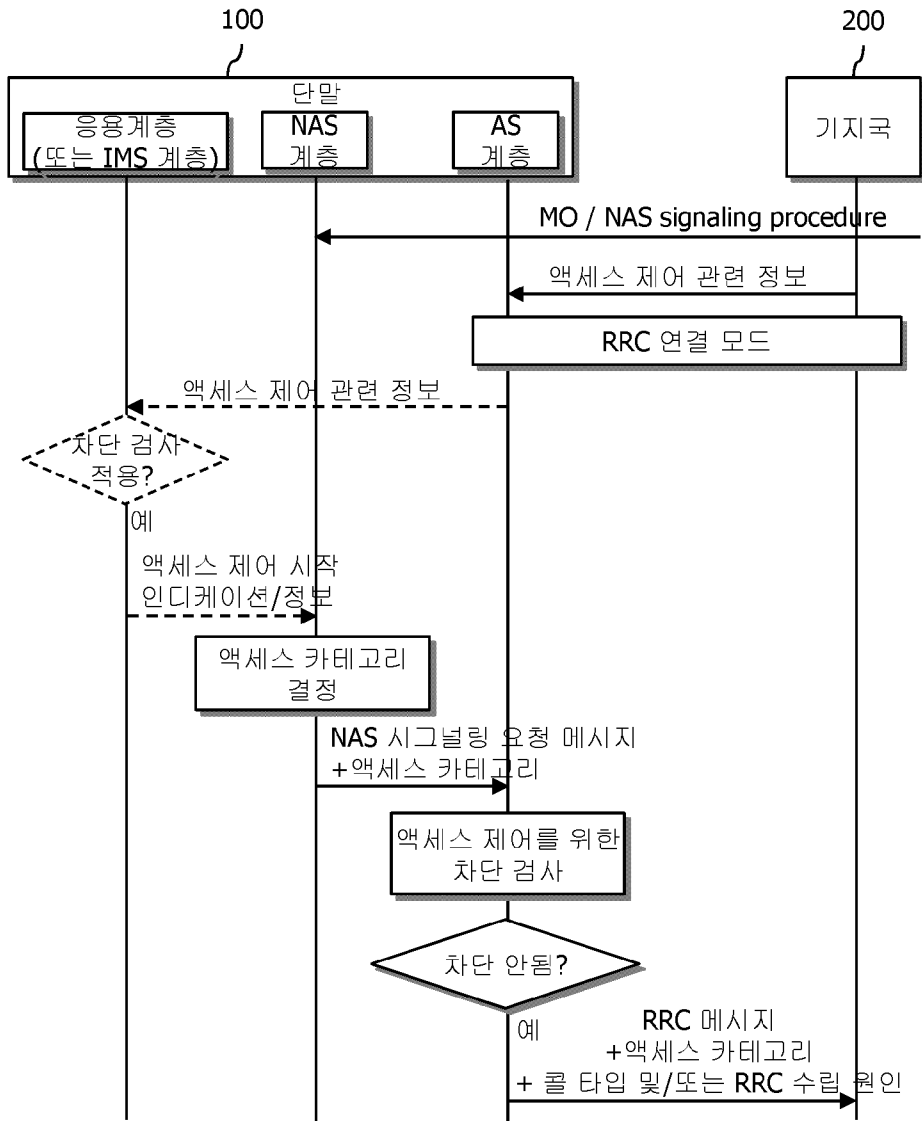 100
200
단말
응용계층
(또는 IMS 계층)
NAS
계층
AS
계층
기지국
MO / NAS signaling procedure
액세스 제어 관련 정보
RRC 연결 모드
액세스 제어 관련 정보
차단 검사
적용?
예
액세스 제어 시작
인디케이션/정보
액세스 카테고리
결정
NAS 시그널링 요청 메시지
+액세스 카테고리
액세스 제어를 위한
차단 검사
차단 안됨?
예
RRC 메시지
+액세스 카테고리
+ 콜 타입 및/또는 RRC 수립 원인